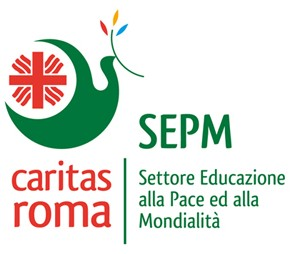 SEPM
caritas
roma
Settore Educazione
alla Pace ed alla
Mondialità